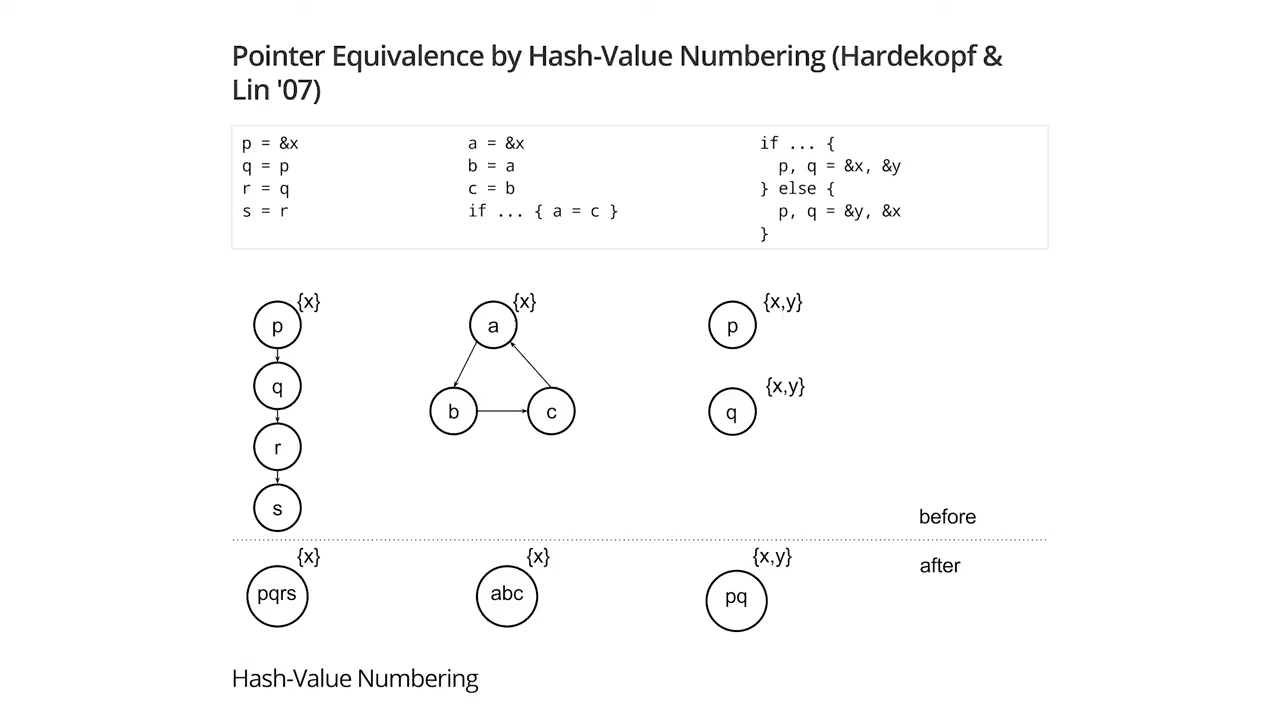 Pointer Equivalence by Hash-Value Numbering (Hardekopf &
Lin '07)
p = &x
q = p
r = q
s = r
a = &x
b = a
c = b
if ... { a = c }
if ... {
  p, q = &x, &y
} else {
  p, q = &y, &x
}
{x}
p
q
r
s
{x}
a
b
c
{x,y}
p
{x,y}
q
before
after
{x}
pqrs
{x}
abc
{x,y}
pq
Hash-Value Numbering